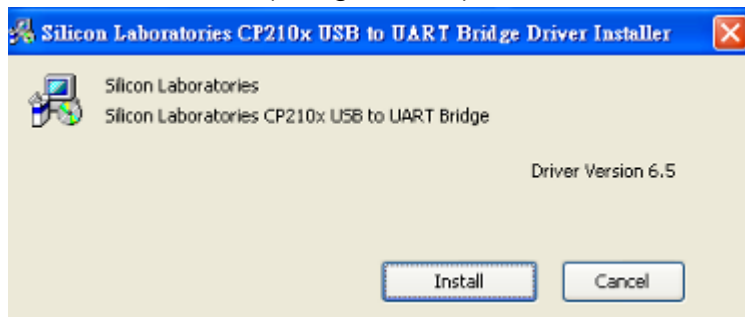 Silicon Laboratories CP210x USB to UART Bridge Driver Installer
Silicon Laboratories
Silicon Laboratories CP210x USB to UART Bridge
Driver Version 6.5
Install Cancel